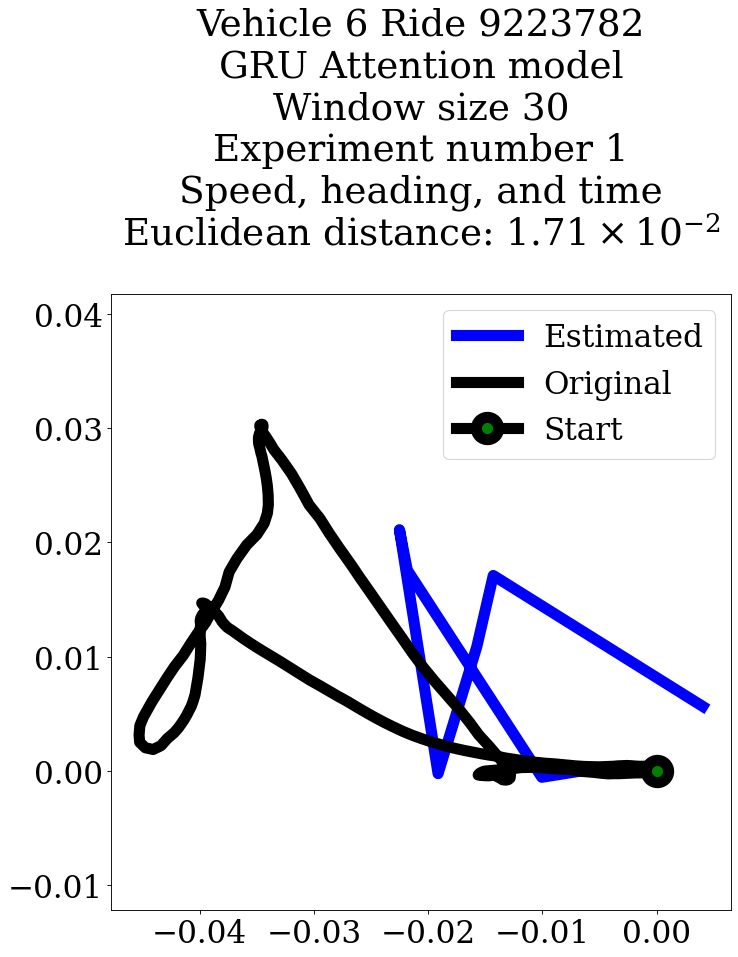 Vehicle 6 Ride 9223782
GRU Attention model
Window size 30
Experiment number 1
Speed, heading, and time
Euclidean distance: 1.71 × 10⁻²
Estimated
Original
Start
0.04
0.03
0.02
0.01
0.00
−0.01
−0.04 −0.03 −0.02 −0.01 0.00